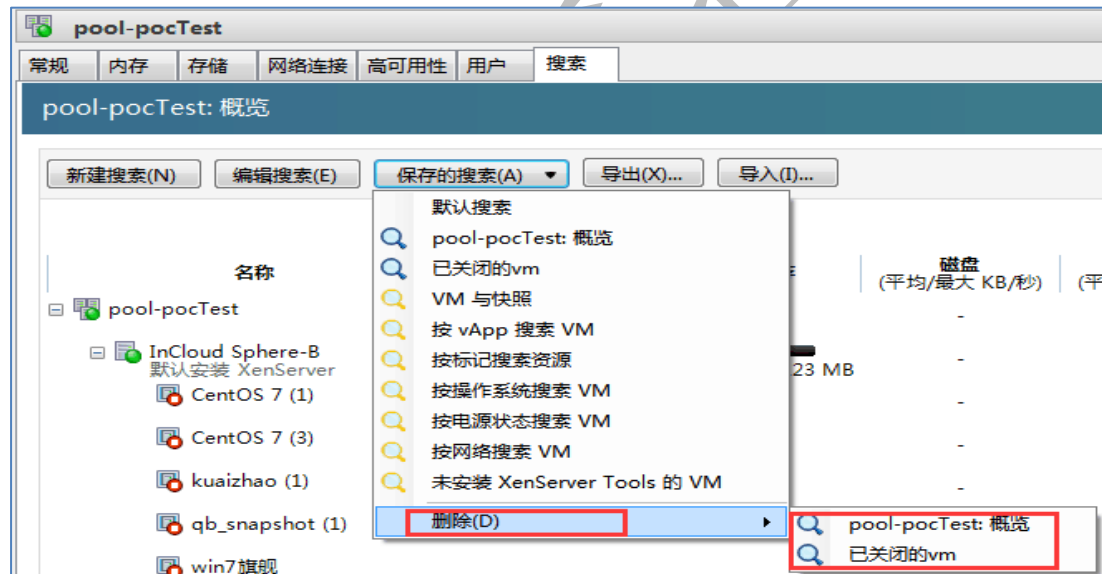 pool-pocTest
常规 内存 存储 网络连接 高可用性 用户 搜索
pool-pocTest: 概览
新建搜索(N) 编辑搜索(E) 保存的搜索(A) 导出(X)... 导入(I)...
默认搜索
pool-pocTest: 概览
已关闭的vm
VM 与快照
按 vApp 搜索 VM
按标记搜索资源
按操作系统搜索 VM
按电源状态搜索 VM
按网络搜索 VM
未安装 XenServer Tools 的 VM
删除(D)
pool-pocTest: 概览
已关闭的vm
名称 磁盘
(平均/最大 KB/秒) (平
pool-pocTest -
InCloud Sphere-B
默认安装 XenServer 23 MB -
CentOS 7 (1) -
CentOS 7 (3) -
kuaizhao (1) -
qb_snapshot (1)
win7旗舰